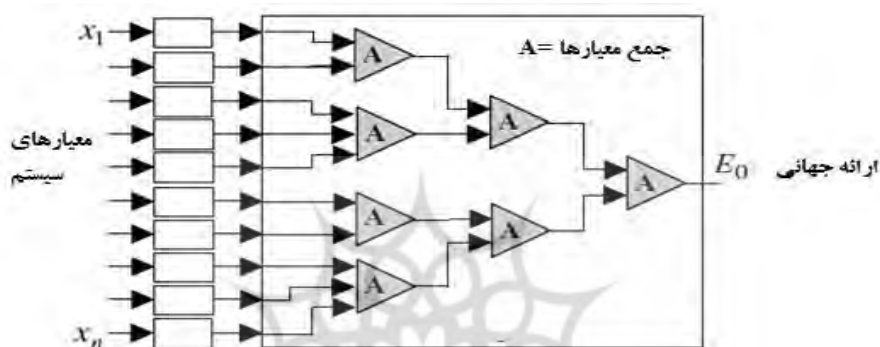 x₁
A
A = جمع معیارها
A
A
معیارهای
سیستم
A
E₀
ارائه جهانی
A
A
A
xₙ